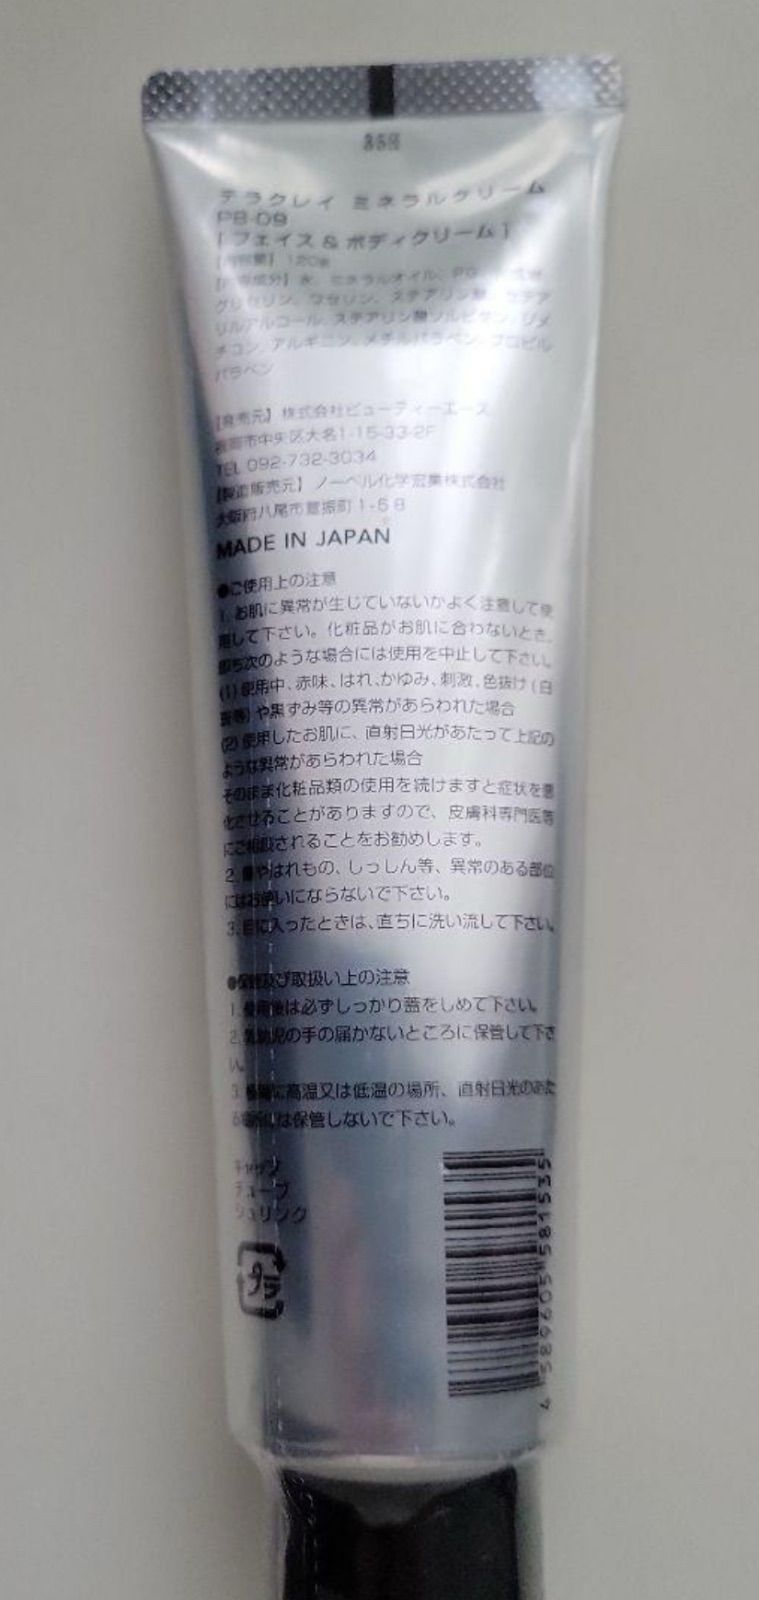 テラクレイ ミネラルクリーム
PB-09
[ フェイス & ボディクリーム ]
【内容量】 120g
水、ミネラルオイル、PG、
グリセリン、ワセリン、ステアリン酸、セテア
リルアルコール、ステアリン酸ソルビタン、ジメ
チコン、アルギニン、メチルパラベン、プロピル
パラベン
【発売元】 株式会社ビューティーエース
福岡市中央区大名1-15-33-2F
TEL 092-732-3034
【製造販売元】 ノーベル化学宏業株式会社
大阪府八尾市萱振町1-58
MADE IN JAPAN
●ご使用上の注意
1. お肌に異常が生じていないかよく注意して使
用して下さい。化粧品がお肌に合わないとき、
即ち次のような場合には使用を中止して下さい。
(1) 使用中、赤味、はれ、かゆみ、刺激、色抜け (白
斑等) や黒ずみ等の異常があらわれた場合
(2) 使用したお肌に、直射日光があたって上記の
ような異常があらわれた場合
そのまま化粧品類の使用を続けますと症状を悪
化させることがありますので、皮膚科専門医等
にご相談されることをお勧めします。
2. 傷やはれもの、しっしん等、異常のある部位
にはお使いにならないで下さい。
3. 目に入ったときは、直ちに洗い流して下さい。
●保管及び取扱い上の注意
1. 使用後は必ずしっかり蓋をしめて下さい。
2. 乳幼児の手の届かないところに保管して下さ
い。
3. 極端に高温又は低温の場所、直射日光のあた
る場所には保管しないで下さい。
キャップ
チューブ
シュリンク
プラ
4 589605 581535